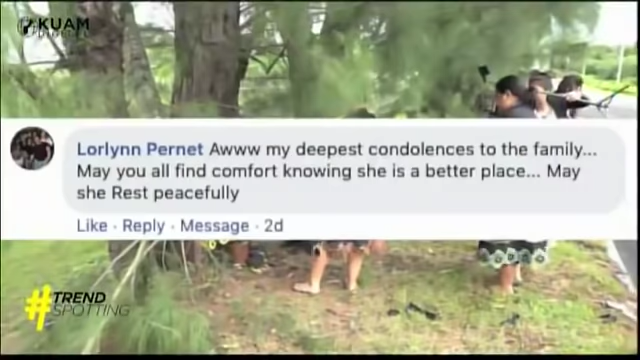 KUAM
Lorlynn Pernet Awww my deepest condolences to the family...
May you all find comfort knowing she is a better place... May
she Rest peacefully
Like · Reply · Message · 2d
#TREND
SPOTTING